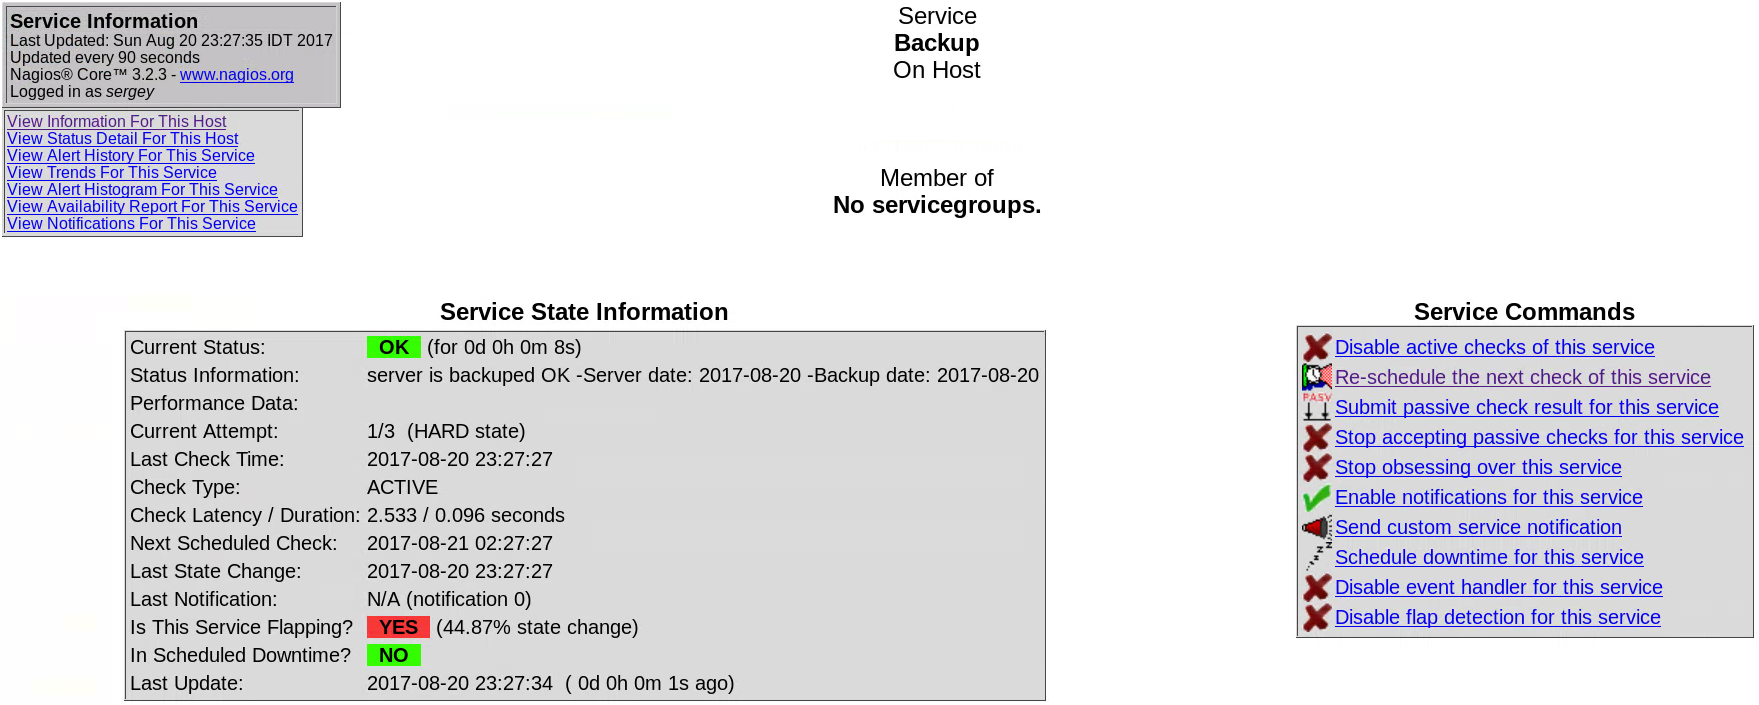 Service Information
Last Updated: Sun Aug 20 23:27:35 IDT 2017
Updated every 90 seconds
Nagios® Core™ 3.2.3 - www.nagios.org
Logged in as sergey
View Information For This Host
View Status Detail For This Host
View Alert History For This Service
View Trends For This Service
View Alert Histogram For This Service
View Availability Report For This Service
View Notifications For This Service
Service
Backup
On Host
Member of
No servicegroups.
Service State Information
Current Status: OK (for 0d 0h 0m 8s)
Status Information: server is backuped OK -Server date: 2017-08-20 -Backup date: 2017-08-20
Performance Data:
Current Attempt: 1/3 (HARD state)
Last Check Time: 2017-08-20 23:27:27
Check Type: ACTIVE
Check Latency / Duration: 2.533 / 0.096 seconds
Next Scheduled Check: 2017-08-21 02:27:27
Last State Change: 2017-08-20 23:27:27
Last Notification: N/A (notification 0)
Is This Service Flapping? YES (44.87% state change)
In Scheduled Downtime? NO
Last Update: 2017-08-20 23:27:34 ( 0d 0h 0m 1s ago)
Service Commands
Disable active checks of this service
Re-schedule the next check of this service
PASV
Submit passive check result for this service
Stop accepting passive checks for this service
Stop obsessing over this service
Enable notifications for this service
Send custom service notification
Schedule downtime for this service
Disable event handler for this service
Disable flap detection for this service